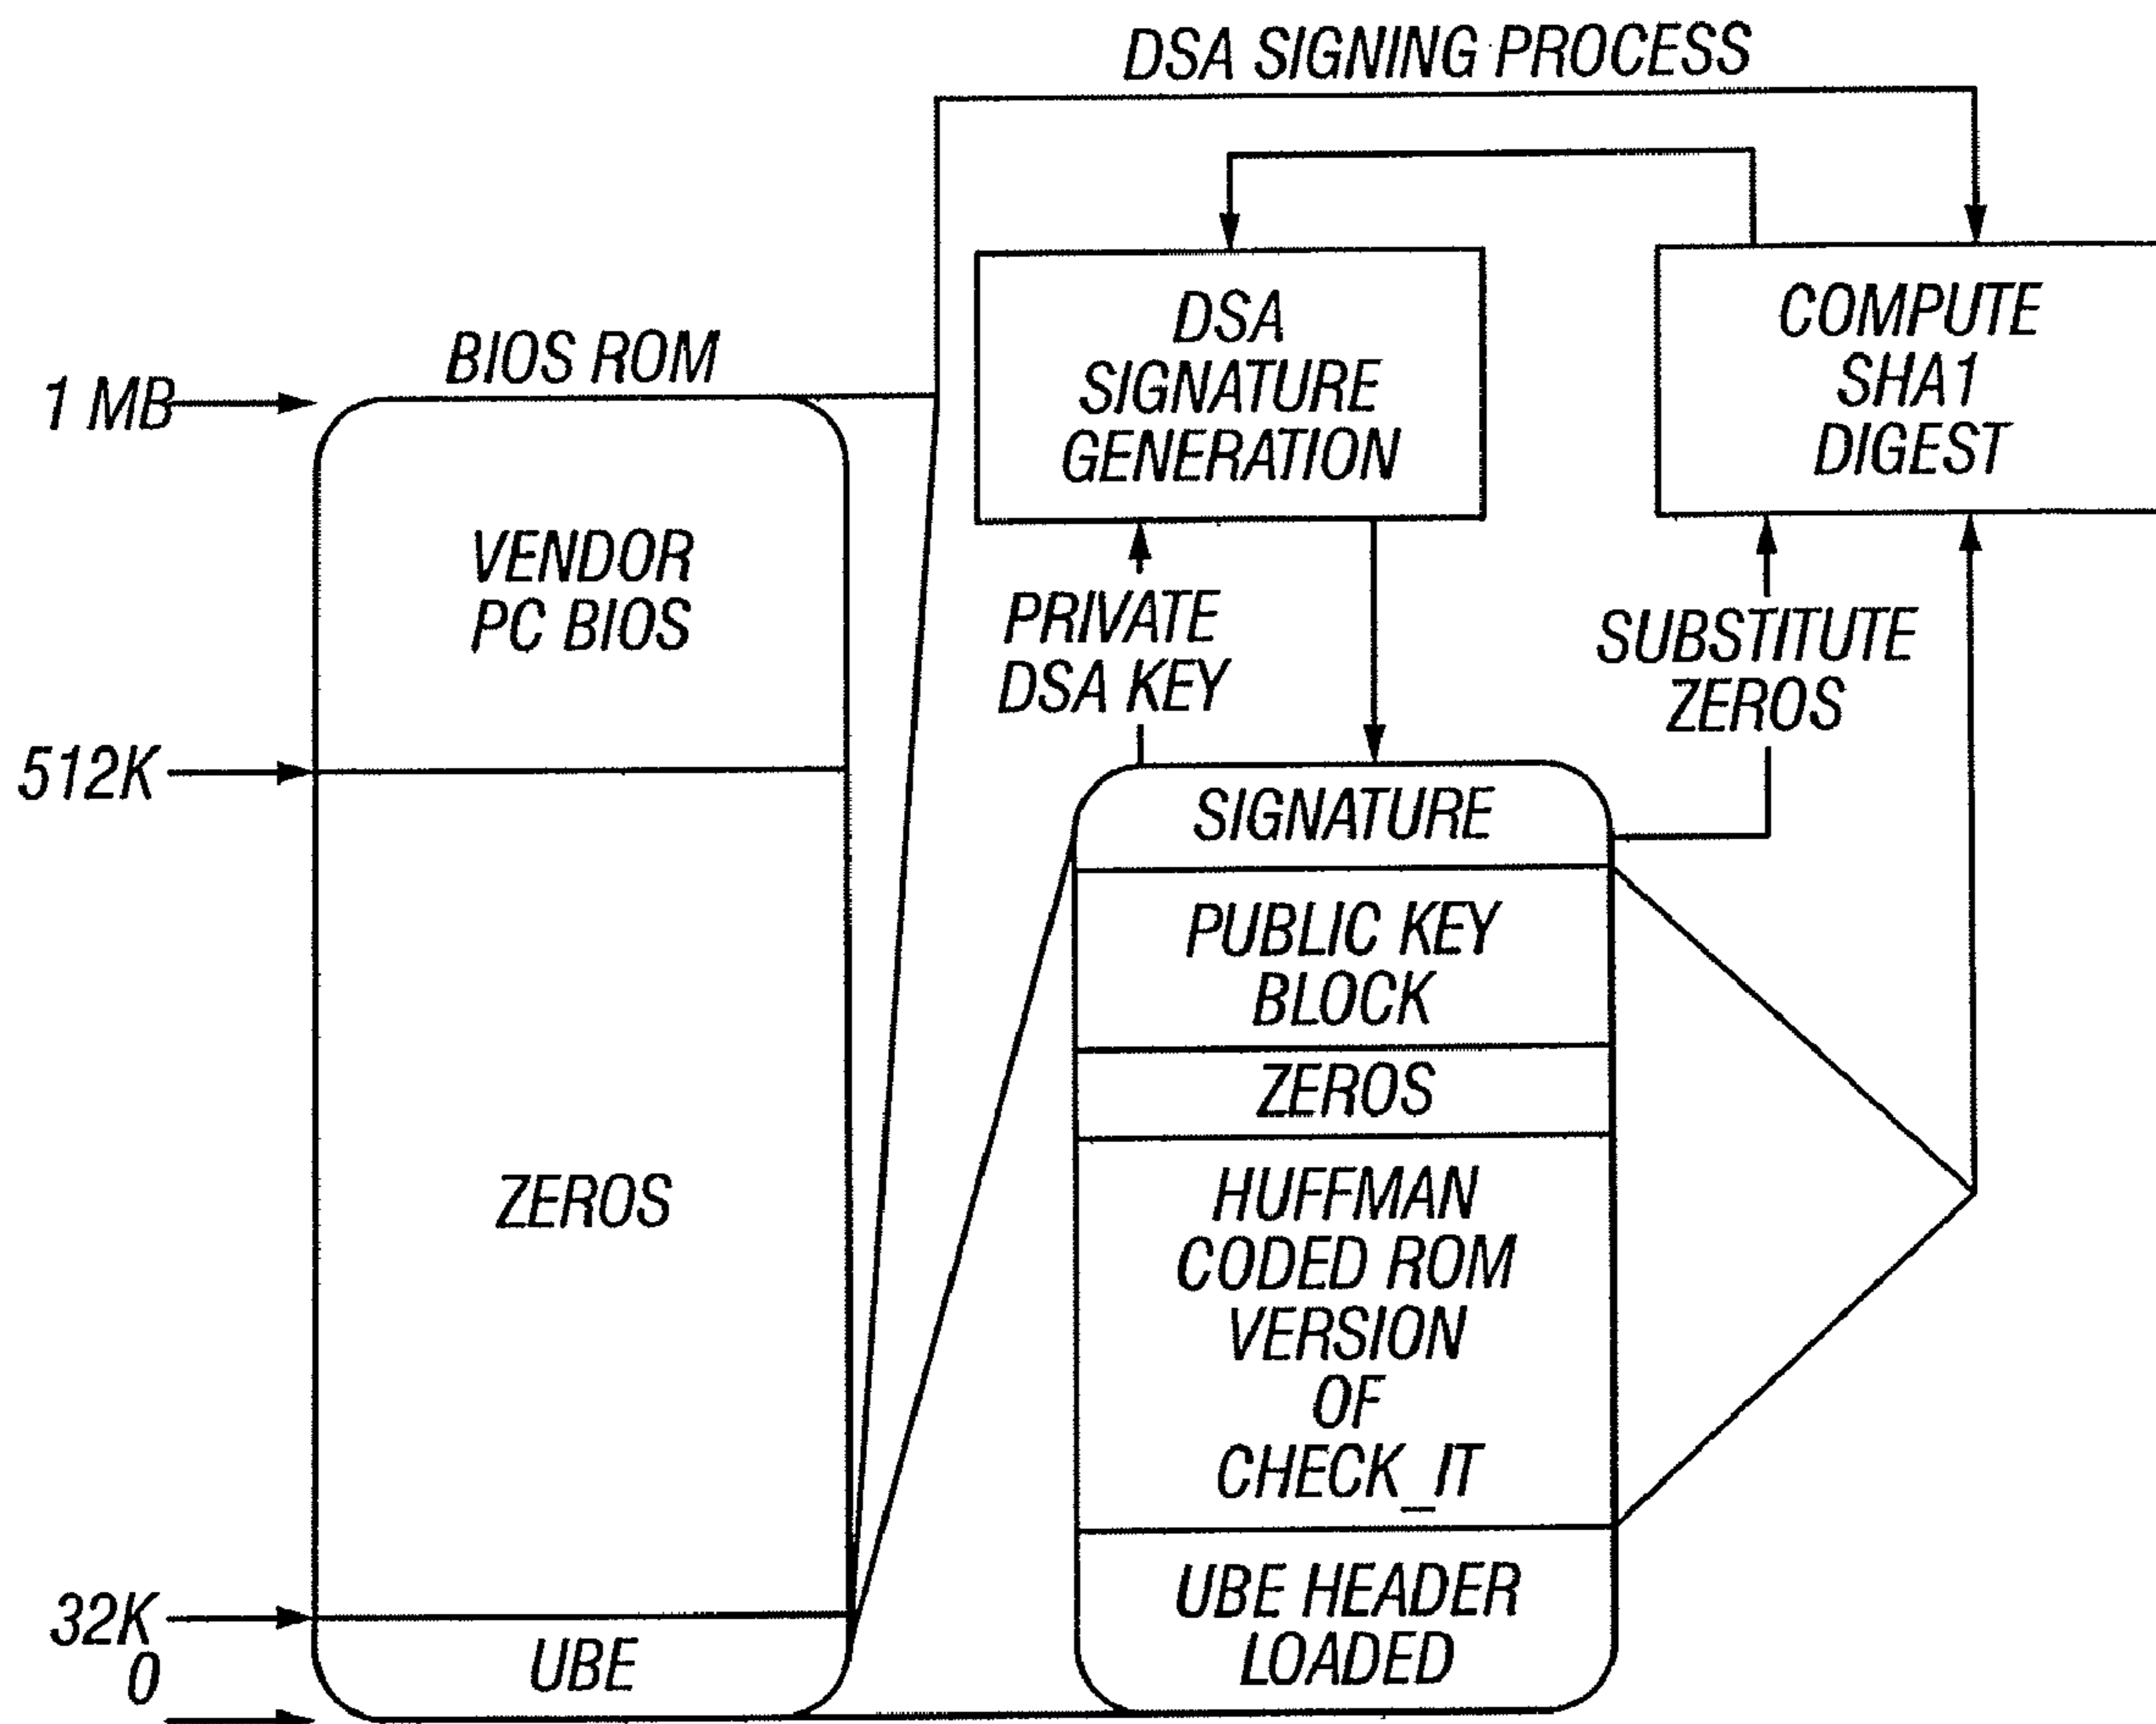 DSA SIGNING PROCESS
BIOS ROM
1 MB
VENDOR
PC BIOS
512K
ZEROS
32K
0
UBE
DSA
SIGNATURE
GENERATION
COMPUTE
SHA1
DIGEST
PRIVATE
DSA KEY
SUBSTITUTE
ZEROS
SIGNATURE
PUBLIC KEY
BLOCK
ZEROS
HUFFMAN
CODED ROM
VERSION
OF
CHECK_IT
UBE HEADER
LOADED